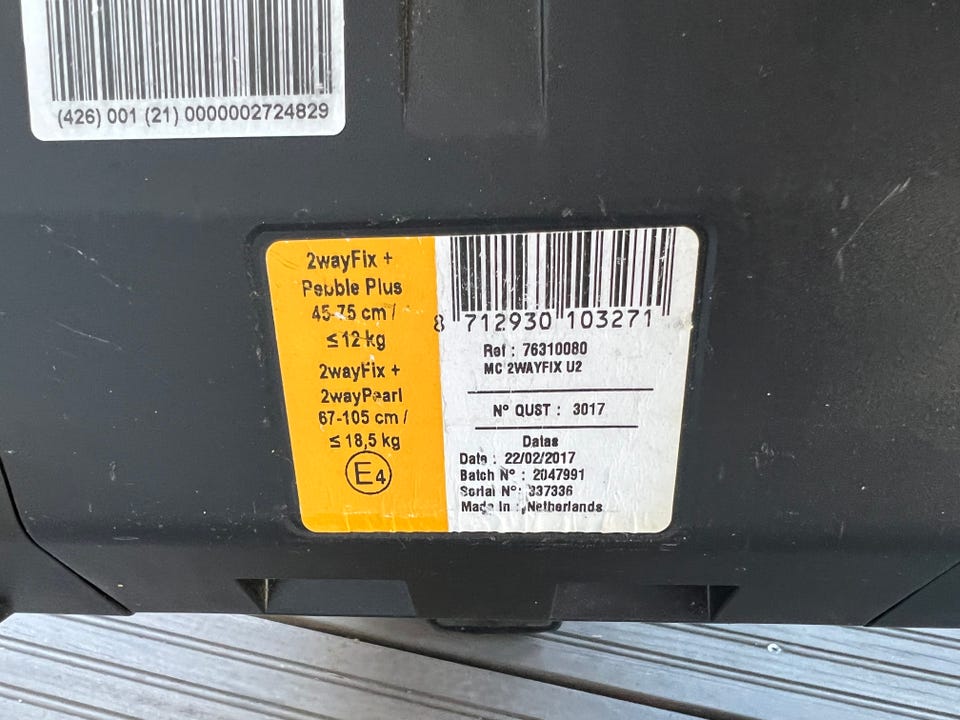 (426) 001 (21) 0000002724829
2wayFix +
Pebble Plus
45-75 cm /
≤ 12 kg
2wayFix +
2wayPearl
67-105 cm /
≤ 18,5 kg
E4
8 712930 103271
Ref : 76310080
MC 2WAYFIX U2
N° QUST : 3017
Datas
Date : 22/02/2017
Batch N° : 2047991
Serial N° : 337336
Made In : Netherlands